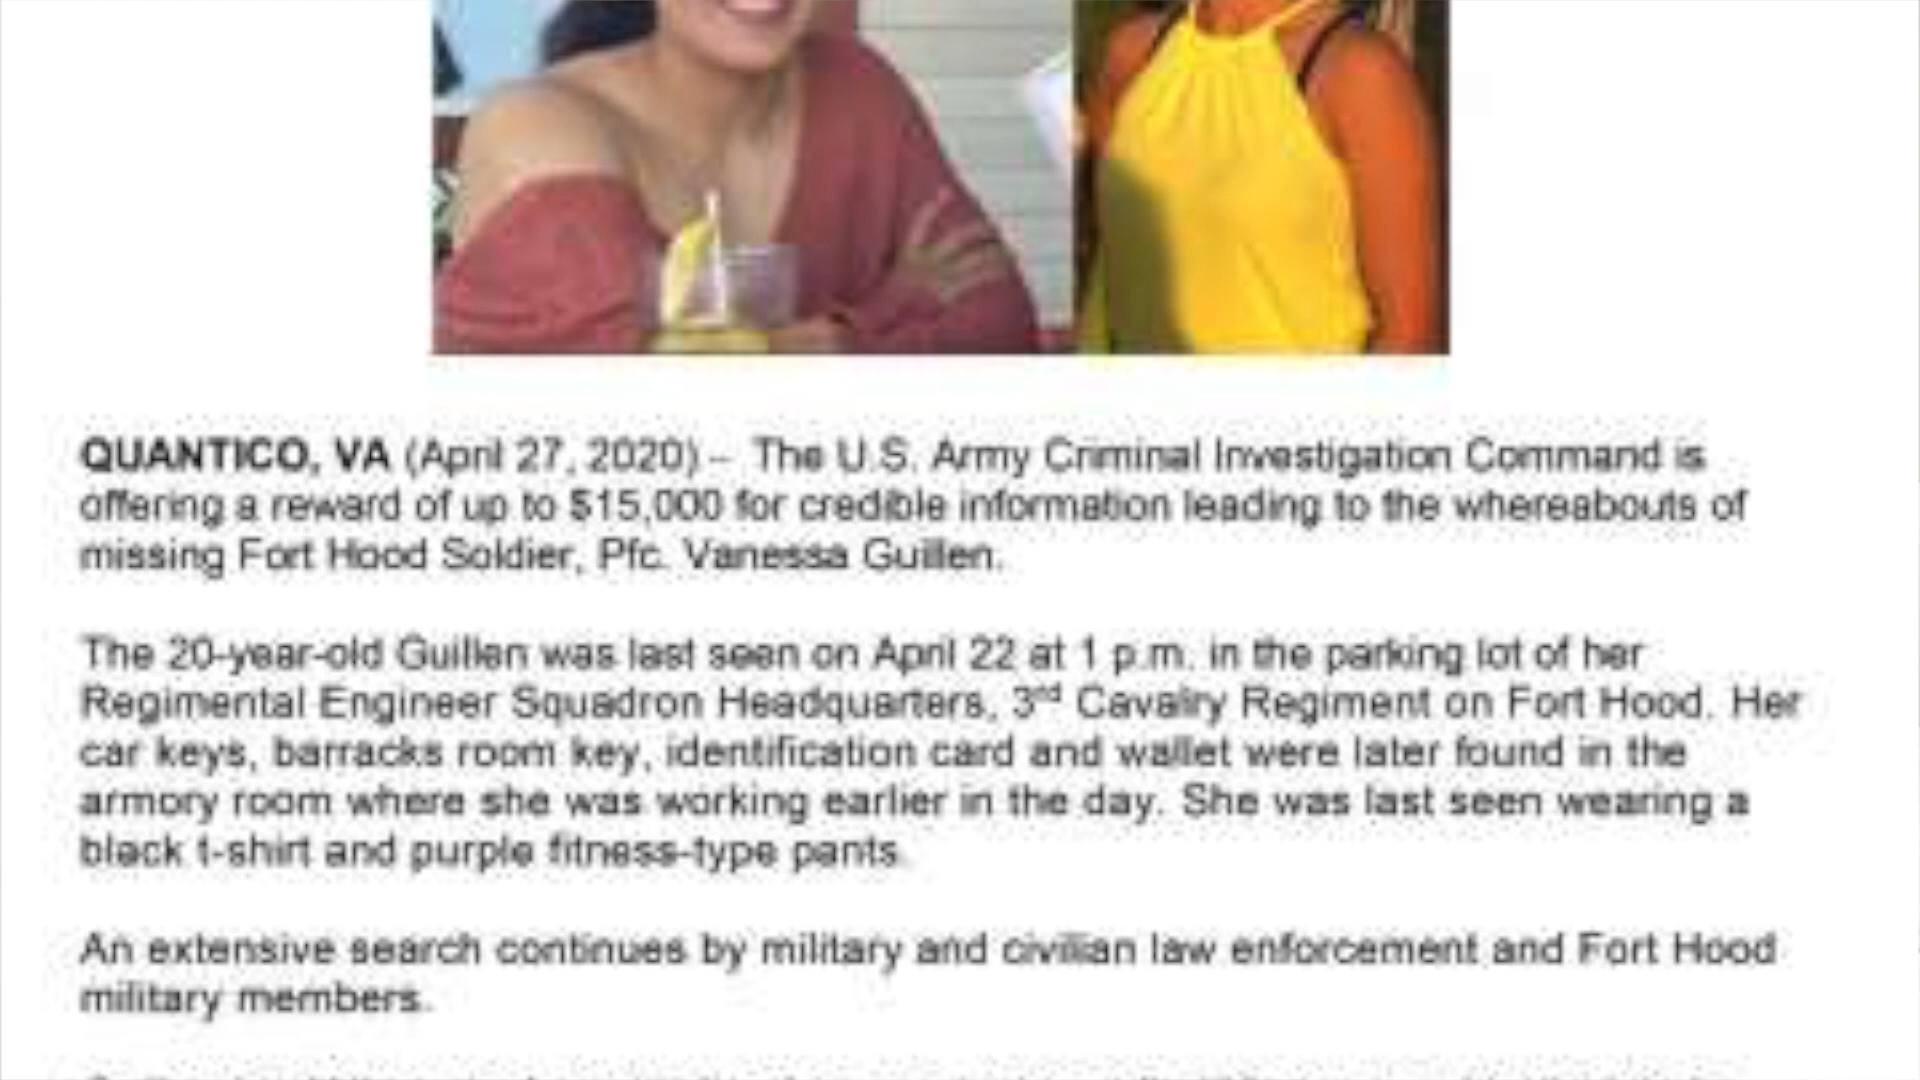 QUANTICO, VA (April 27, 2020) – The U.S. Army Criminal Investigation Command is
offering a reward of up to $15,000 for credible information leading to the whereabouts of
missing Fort Hood Soldier, Pfc. Vanessa Guillen.
The 20-year-old Guillen was last seen on April 22 at 1 p.m. in the parking lot of her
Regimental Engineer Squadron Headquarters, 3rd Cavalry Regiment on Fort Hood. Her
car keys, barracks room key, identification card and wallet were later found in the
armory room where she was working earlier in the day. She was last seen wearing a
black t-shirt and purple fitness-type pants.
An extensive search continues by military and civilian law enforcement and Fort Hood
military members.